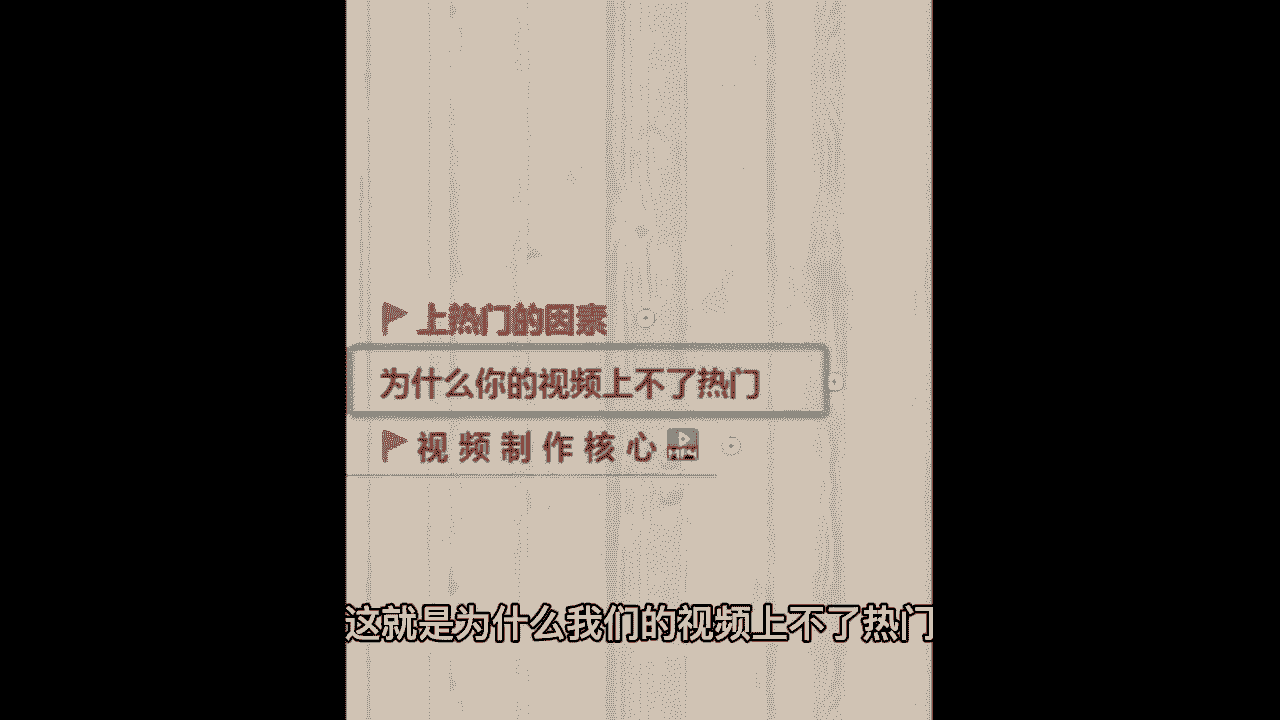 上热门的因素
为什么你的视频上不了热门
视频制作核心
这就是为什么我们的视频上不了热门